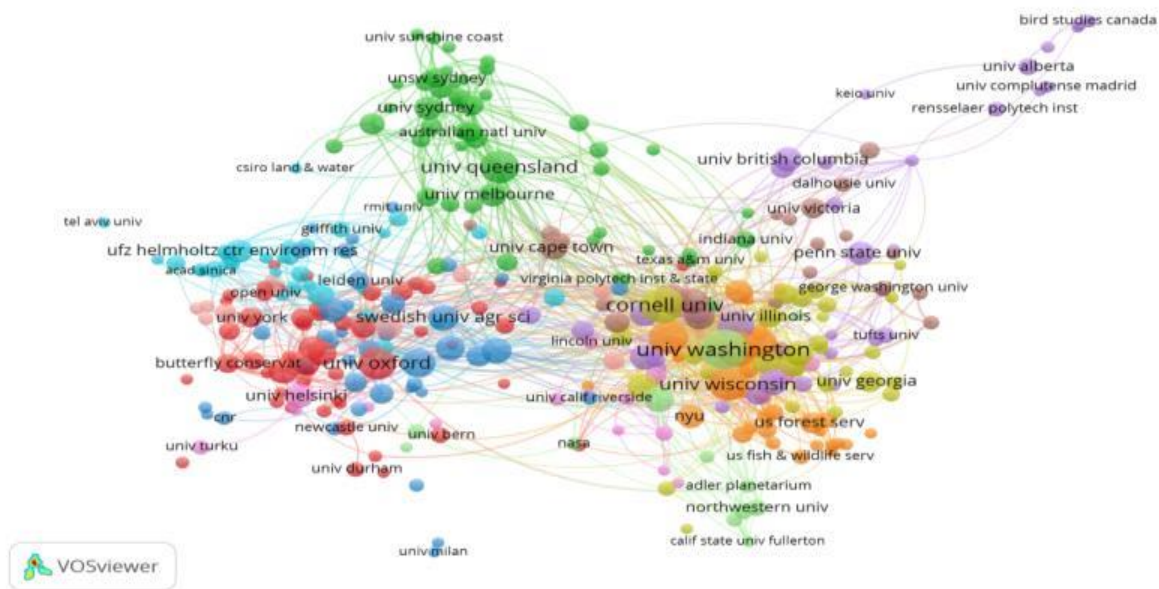 bird studies canada
univ sunshine coast
univ alberta
unsw sydney
univ complutense madrid
keio univ
univ sydney
rensselaer polytech inst
australian natl univ
univ british columbia
csiro land & water
univ queensland
dalhousie univ
univ melbourne
rmit univ
univ victoria
tel aviv univ
griffith univ
indiana univ
ufz helmholtz ctr environm res
univ cape town
penn state univ
texas a&m univ
acad sinica
leiden univ
virginia polytech inst & state
george washington univ
open univ
cornell univ
univ york
swedish univ agr sci
univ illinois
lincoln univ
tufts univ
univ washington
butterfly conservat
univ oxford
univ wisconsin
univ georgia
univ helsinki
univ calif riverside
nyu
us forest serv
cnr
newcastle univ
univ bern
univ turku
nasa
us fish & wildlife serv
univ durham
adler planetarium
northwestern univ
calif state univ fullerton
univ milan
VOSviewer